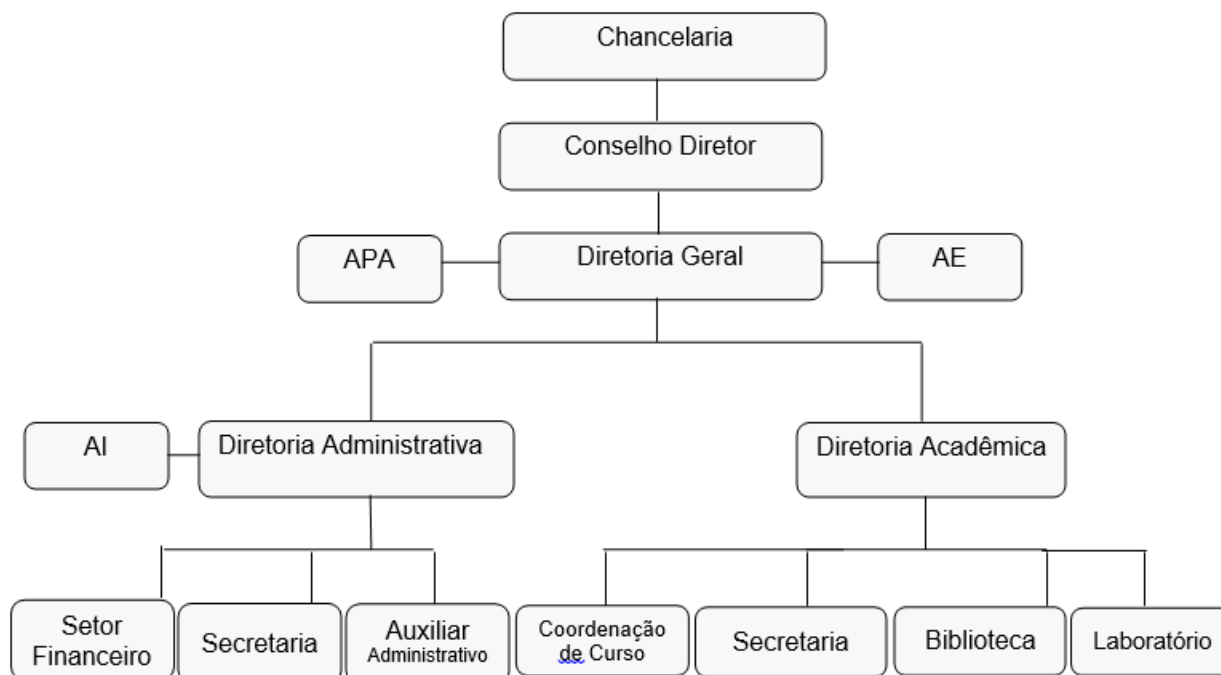 Chancelaria
Conselho Diretor
APA
Diretoria Geral
AE
AI
Diretoria Administrativa
Diretoria Acadêmica
Setor
Financeiro
Secretaria
Auxiliar
Administrativo
Coordenação
de Curso
Secretaria
Biblioteca
Laboratório